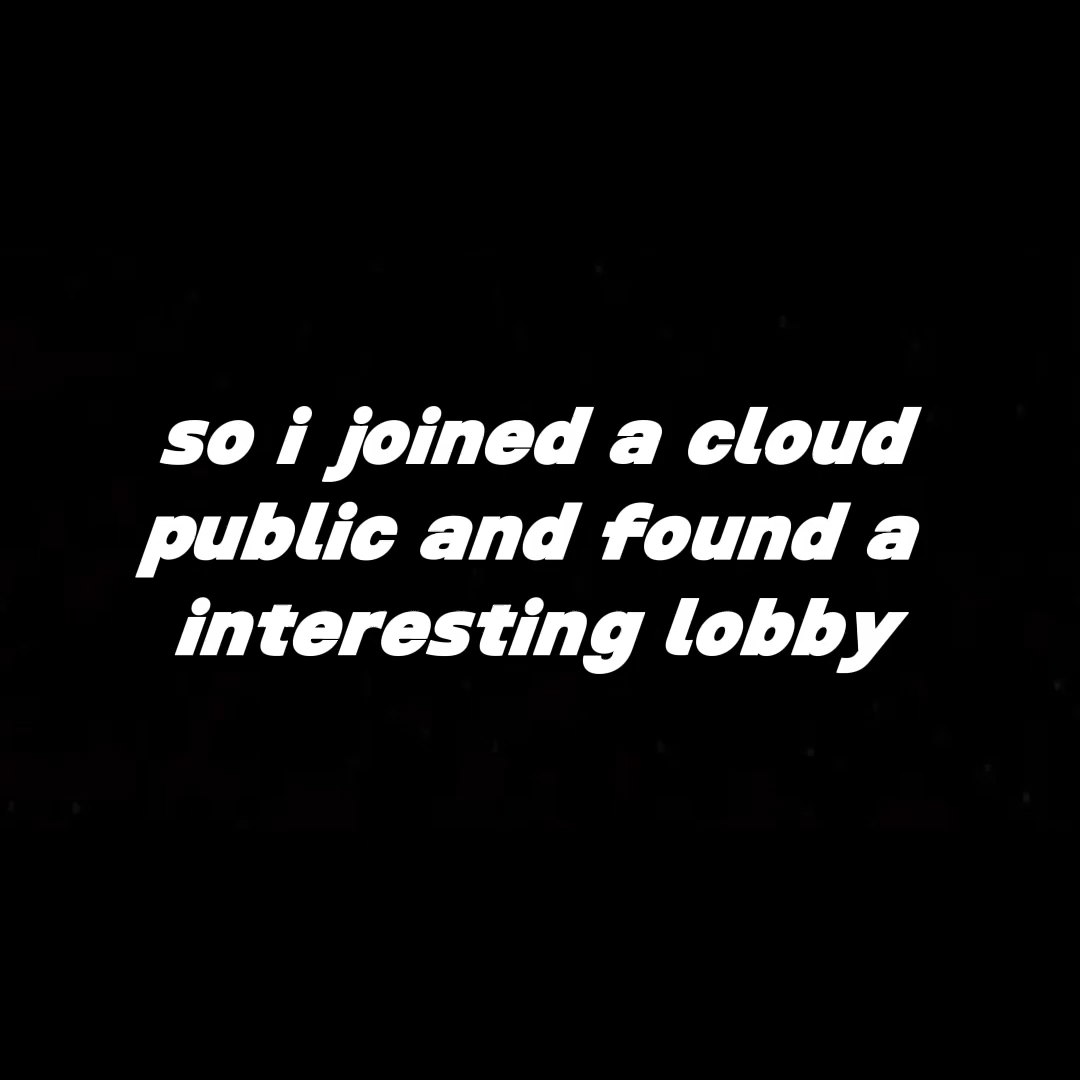 so i joined a cloud
public and found a
interesting lobby